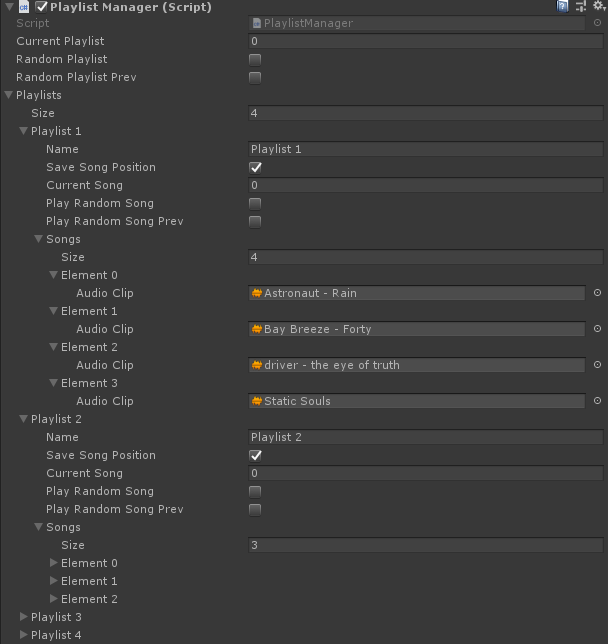 Playlist Manager (Script)
Script PlaylistManager
Current Playlist 0
Random Playlist
Random Playlist Prev
Playlists
Size 4
Playlist 1
Name Playlist 1
Save Song Position
Current Song 0
Play Random Song
Play Random Song Prev
Songs
Size 4
Element 0
Audio Clip Astronaut - Rain
Element 1
Audio Clip Bay Breeze - Forty
Element 2
Audio Clip driver - the eye of truth
Element 3
Audio Clip Static Souls
Playlist 2
Name Playlist 2
Save Song Position
Current Song 0
Play Random Song
Play Random Song Prev
Songs
Size 3
Element 0
Element 1
Element 2
Playlist 3
Playlist 4